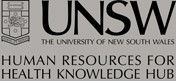 UNSW
THE UNIVERSITY OF NEW SOUTH WALES
HUMAN RESOURCES FOR
HEALTH KNOWLEDGE HUB